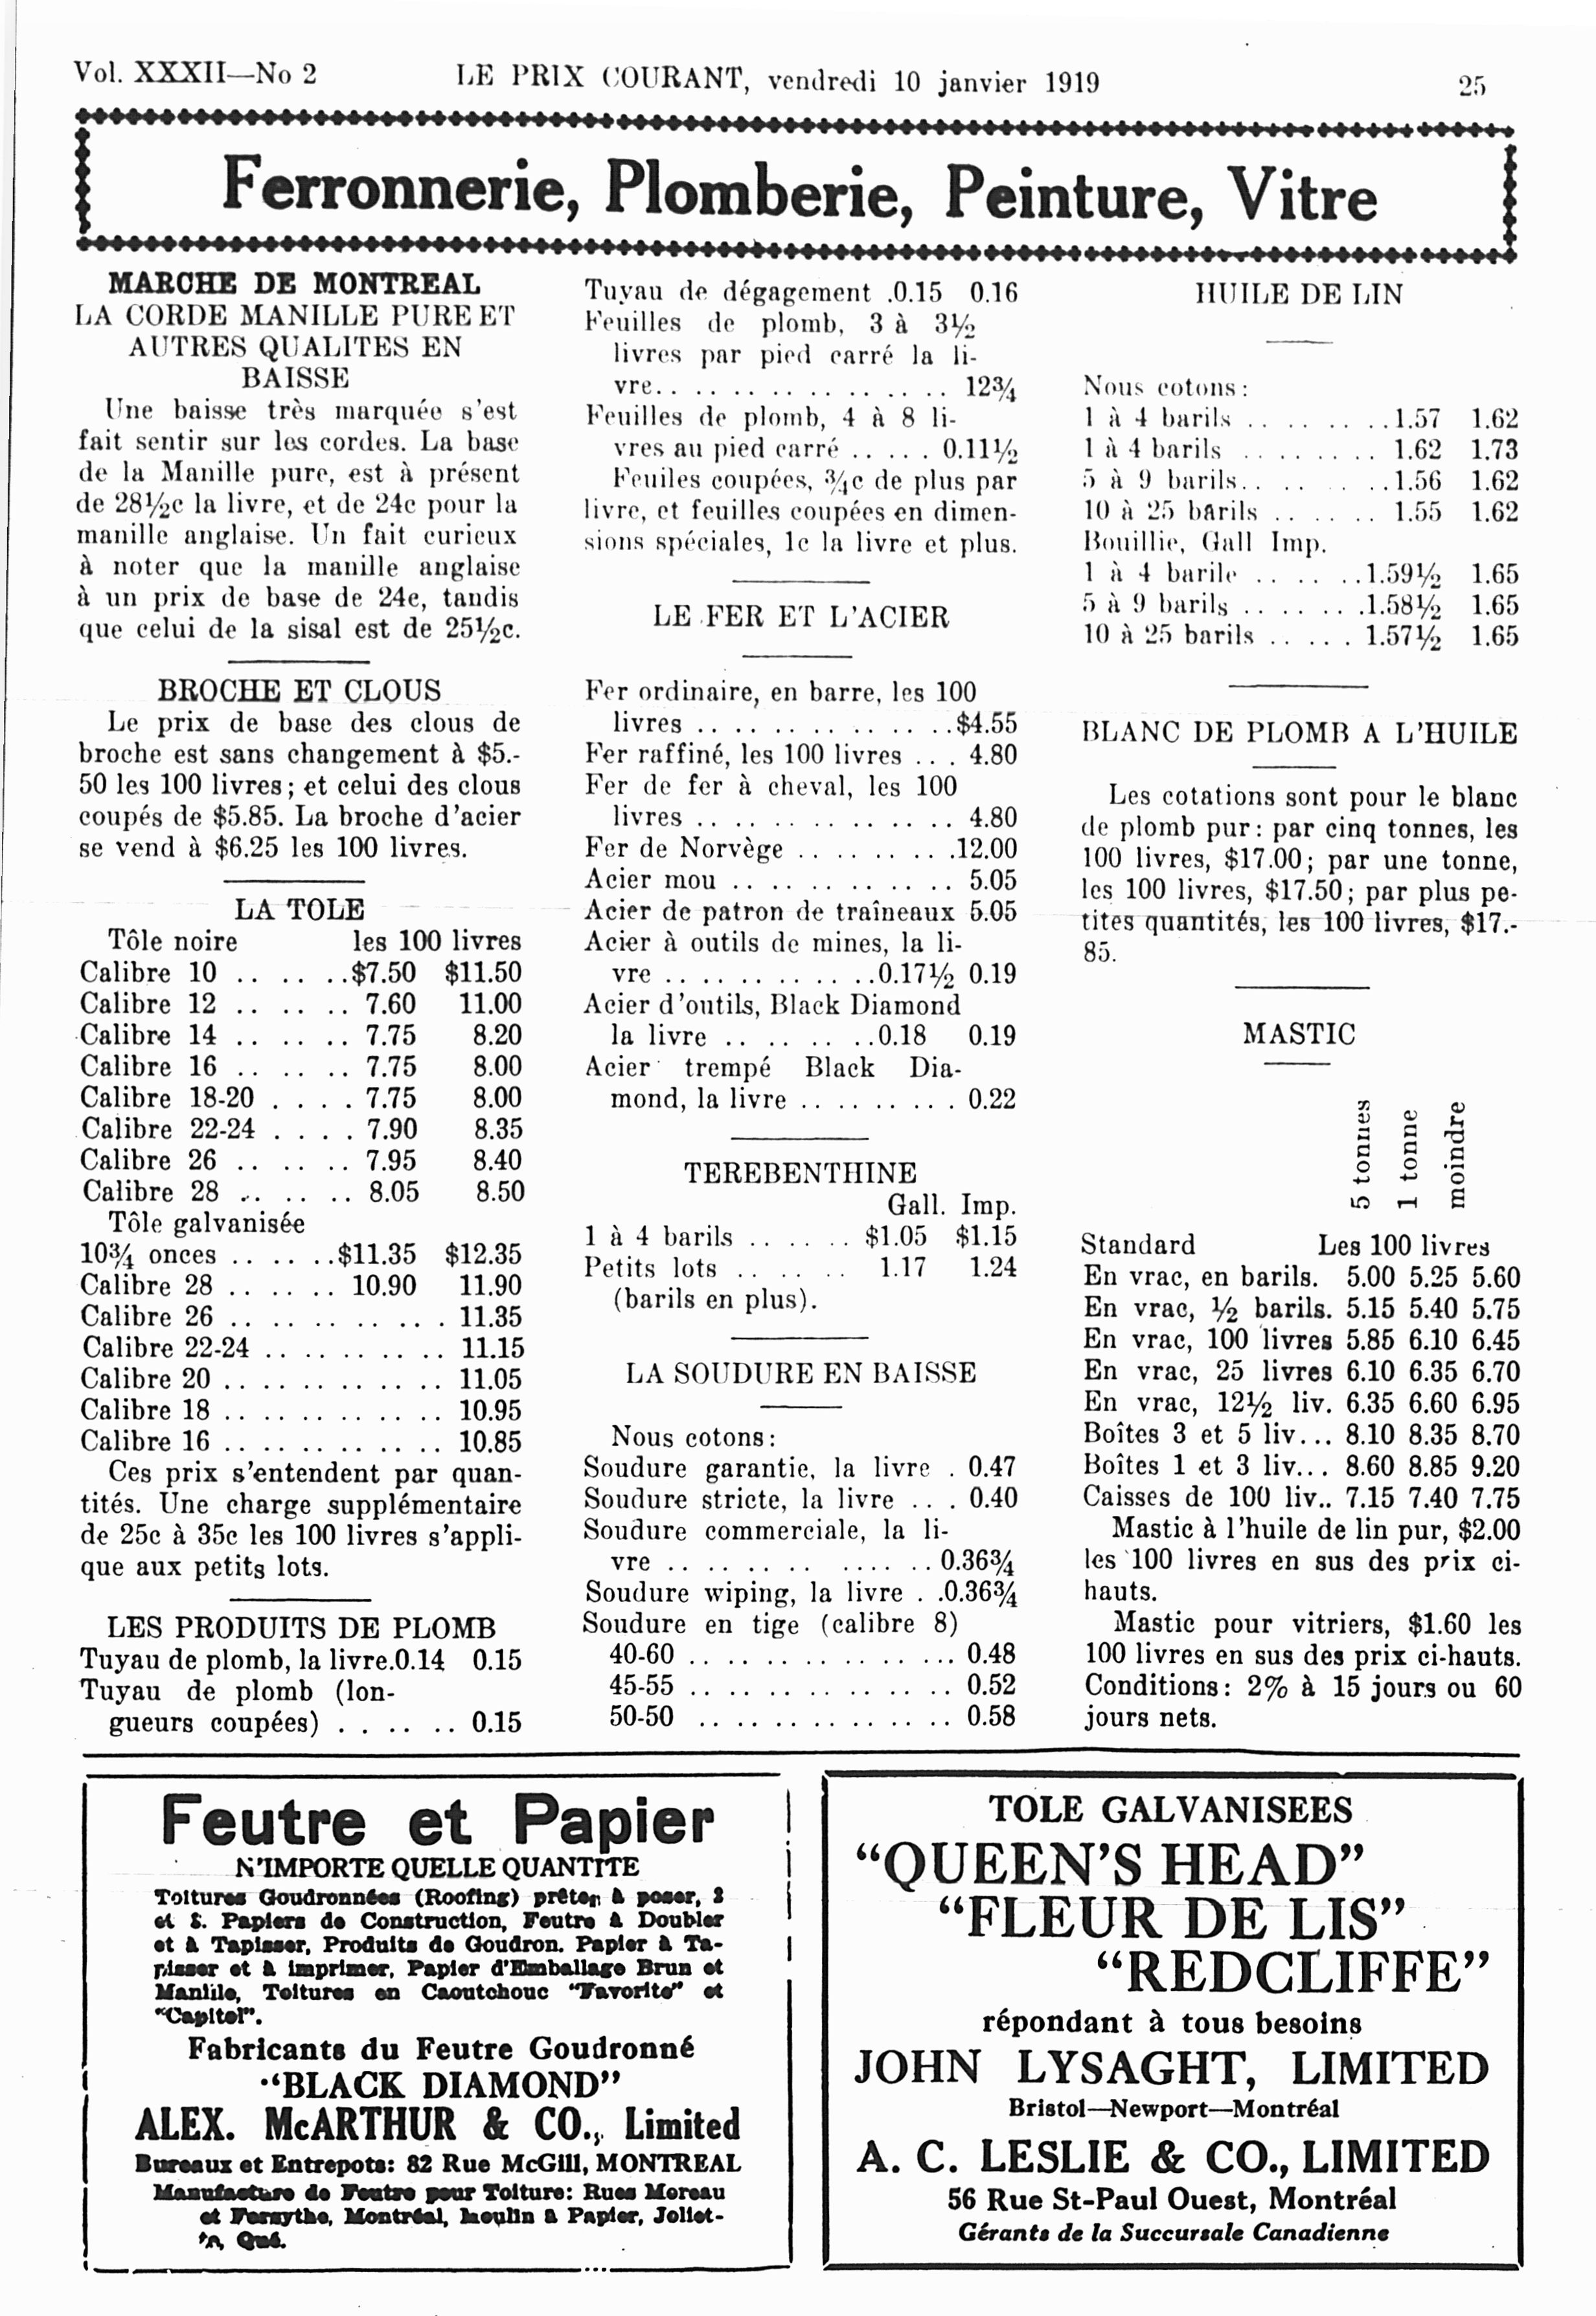 Vol. XXXII—No 2
LE PRIX COURANT, vendredi 10 janvier 1919
25
Ferronnerie, Plomberie, Peinture, Vitre
MARCHE DE MONTREAL
LA CORDE MANILLE PURE ET
AUTRES QUALITES EN
BAISSE
Une baisse très marquée s'est
fait sentir sur les cordes. La base
de la Manille pure, est à présent
de 28½c la livre, et de 24c pour la
manille anglaise. Un fait curieux
à noter que la manille anglaise
à un prix de base de 24c, tandis
que celui de la sisal est de 25½c.
BROCHE ET CLOUS
Le prix de base des clous de
broche est sans changement à $5.-
50 les 100 livres; et celui des clous
coupés de $5.85. La broche d'acier
se vend à $6.25 les 100 livres.
LA TOLE
Tôle noire les 100 livres
Calibre 10 .. .. ..$7.50 $11.50
Calibre 12 .. .. .. 7.60 11.00
Calibre 14 .. .. .. 7.75 8.20
Calibre 16 .. .. .. 7.75 8.00
Calibre 18-20 . . . . 7.75 8.00
Calibre 22-24 . . . . 7.90 8.35
Calibre 26 .. .. .. 7.95 8.40
Calibre 28 .. .. .. 8.05 8.50
Tôle galvanisée
10¾ onces .. .. ..$11.35 $12.35
Calibre 28 .. .. .. 10.90 11.90
Calibre 26 .. .. .. .. .. 11.35
Calibre 22-24 .. .. .. .. .. 11.15
Calibre 20 .. .. .. .. .. .. 11.05
Calibre 18 .. .. .. .. .. .. 10.95
Calibre 16 .. .. .. .. .. .. 10.85
Ces prix s'entendent par quan-
tités. Une charge supplémentaire
de 25c à 35c les 100 livres s'appli-
que aux petits lots.
LES PRODUITS DE PLOMB
Tuyau de plomb, la livre.0.14 0.15
Tuyau de plomb (lon-
gueurs coupées) . . .. .. 0.15
Tuyau de dégagement .0.15 0.16
Feuilles de plomb, 3 à 3½
livres par pied carré la li-
vre.. .. .. .. .. .. .. .. 12¾
Feuilles de plomb, 4 à 8 li-
vres au pied carré .. .. . 0.11½
Feuiles coupées, ¾c de plus par
livre, et feuilles coupées en dimen-
sions spéciales, 1c la livre et plus.
LE FER ET L'ACIER
Fer ordinaire, en barre, les 100
livres .. .. .. .. .. .. ..$4.55
Fer raffiné, les 100 livres .. . 4.80
Fer de fer à cheval, les 100
livres .. .. .. .. .. .. .. 4.80
Fer de Norvège .. .. .. .. .12.00
Acier mou .. .. .. .. .. .. 5.05
Acier de patron de traîneaux 5.05
Acier à outils de mines, la li-
vre .. .. .. .. .. ..0.17½ 0.19
Acier d'outils, Black Diamond
la livre .. .. .. ..0.18 0.19
Acier trempé Black Dia-
mond, la livre .. .. .. .. . 0.22
TEREBENTHINE
Gall. Imp.
1 à 4 barils .. .. .. $1.05 $1.15
Petits lots .. .. .. 1.17 1.24
(barils en plus).
LA SOUDURE EN BAISSE
Nous cotons:
Soudure garantie, la livre . 0.47
Soudure stricte, la livre .. . 0.40
Soudure commerciale, la li-
vre .. .. .. .. .. .. .. 0.36¾
Soudure wiping, la livre . .0.36¾
Soudure en tige (calibre 8)
40-60 .. .. .. .. .. .. ... 0.48
45-55 .. .. .. .. .. .. .. 0.52
50-50 .. .. .. .. .. .. .. 0.58
HUILE DE LIN
Nous cotons:
1 à 4 barils .. .. .. ..1.57 1.62
1 à 4 barils .. .. .. .. 1.62 1.73
5 à 9 barils.. .. .. ..1.56 1.62
10 à 25 barils .. .. .. 1.55 1.62
Bouillie, Gall Imp.
1 à 4 barile .. .. ..1.59½ 1.65
5 à 9 barils .. .. .. .1.58½ 1.65
10 à 25 barils .. .. . 1.57½ 1.65
BLANC DE PLOMB A L'HUILE
Les cotations sont pour le blanc
de plomb pur: par cinq tonnes, les
100 livres, $17.00; par une tonne,
les 100 livres, $17.50; par plus pe-
tites quantités, les 100 livres, $17.-
85.
MASTIC
5 tonnes
1 tonne
moindre
Standard Les 100 livres
En vrac, en barils. 5.00 5.25 5.60
En vrac, ½ barils. 5.15 5.40 5.75
En vrac, 100 livres 5.85 6.10 6.45
En vrac, 25 livres 6.10 6.35 6.70
En vrac, 12½ liv. 6.35 6.60 6.95
Boîtes 3 et 5 liv... 8.10 8.35 8.70
Boîtes 1 et 3 liv... 8.60 8.85 9.20
Caisses de 100 liv.. 7.15 7.40 7.75
Mastic à l'huile de lin pur, $2.00
les 100 livres en sus des prix ci-
hauts.
Mastic pour vitriers, $1.60 les
100 livres en sus des prix ci-hauts.
Conditions: 2% à 15 jours ou 60
jours nets.
Feutre et Papier
N'IMPORTE QUELLE QUANTITE
Toitures Goudronnées (Roofing) prêtes à poser, 2
et 3. Papiers de Construction, Feutre à Doubler
et à Tapisser, Produits de Goudron. Papier à Ta-
pisser et à imprimer, Papier d'Emballage Brun et
Manille, Toitures en Caoutchouc "Favorite" et
"Capitol".
Fabricants du Feutre Goudronné
"BLACK DIAMOND"
ALEX. McARTHUR & CO., Limited
Bureaux et Entrepots: 82 Rue McGill, MONTREAL
Manufacture de Feutre pour Toiture: Rues Moreau
et Forsythe, Montréal, Moulin à Papier, Joliet-
te, Qué.
TOLE GALVANISEES
"QUEEN'S HEAD"
"FLEUR DE LIS"
"REDCLIFFE"
répondant à tous besoins
JOHN LYSAGHT, LIMITED
Bristol—Newport—Montréal
A. C. LESLIE & CO., LIMITED
56 Rue St-Paul Ouest, Montréal
Gérants de la Succursale Canadienne